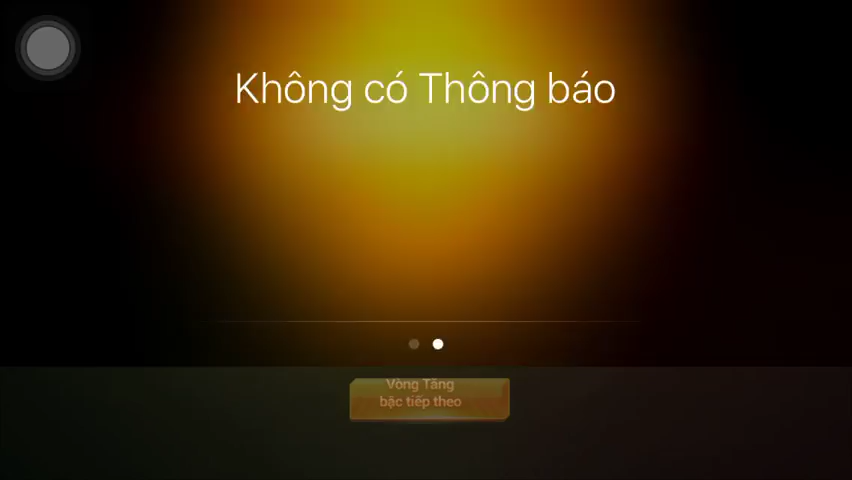 Không có Thông báo
Vòng Tăng
bậc tiếp theo